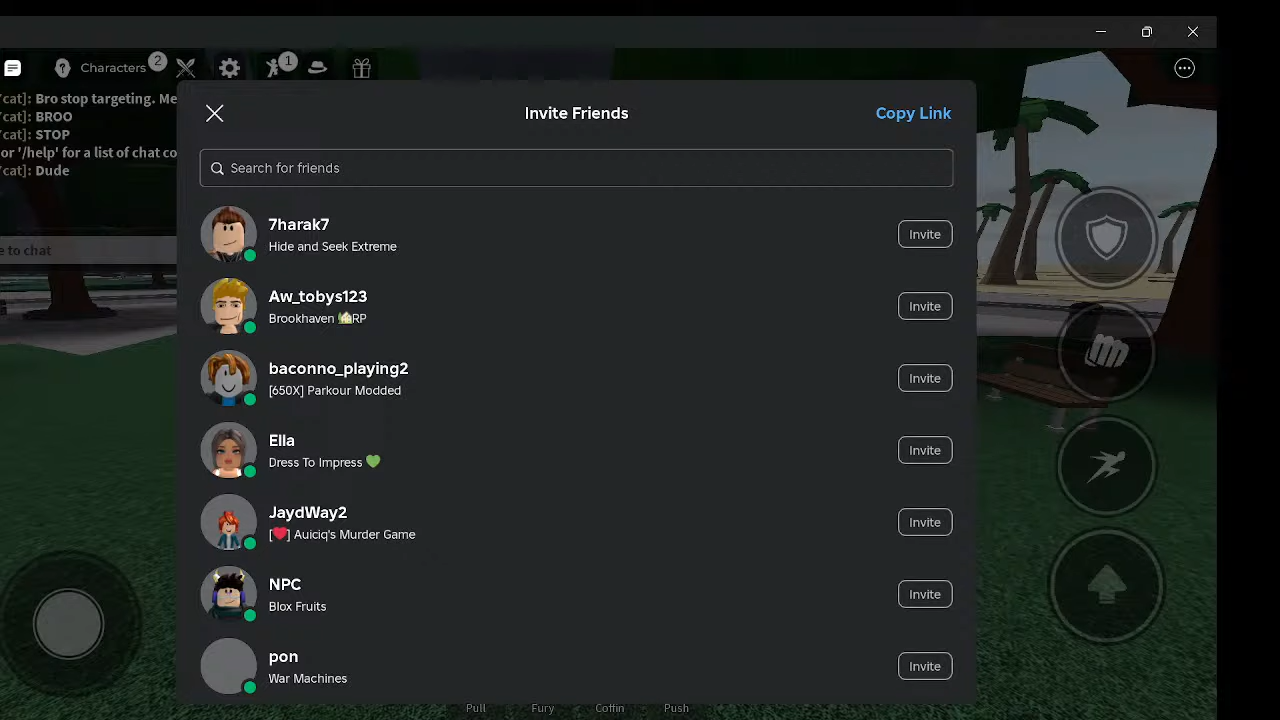 Characters 2
1
cat]: Bro stop targeting. Me
cat]: BROO
cat]: STOP
or '/help' for a list of chat co
cat]: Dude
e to chat
Invite Friends
Copy Link
Search for friends
7harak7
Hide and Seek Extreme
Invite
Aw_tobys123
Brookhaven 🏡RP
Invite
baconno_playing2
[650X] Parkour Modded
Invite
Ella
Dress To Impress 💚
Invite
JaydWay2
[❤️] Auiciq's Murder Game
Invite
NPC
Blox Fruits
Invite
pon
War Machines
Invite
Pull Fury Coffin Push